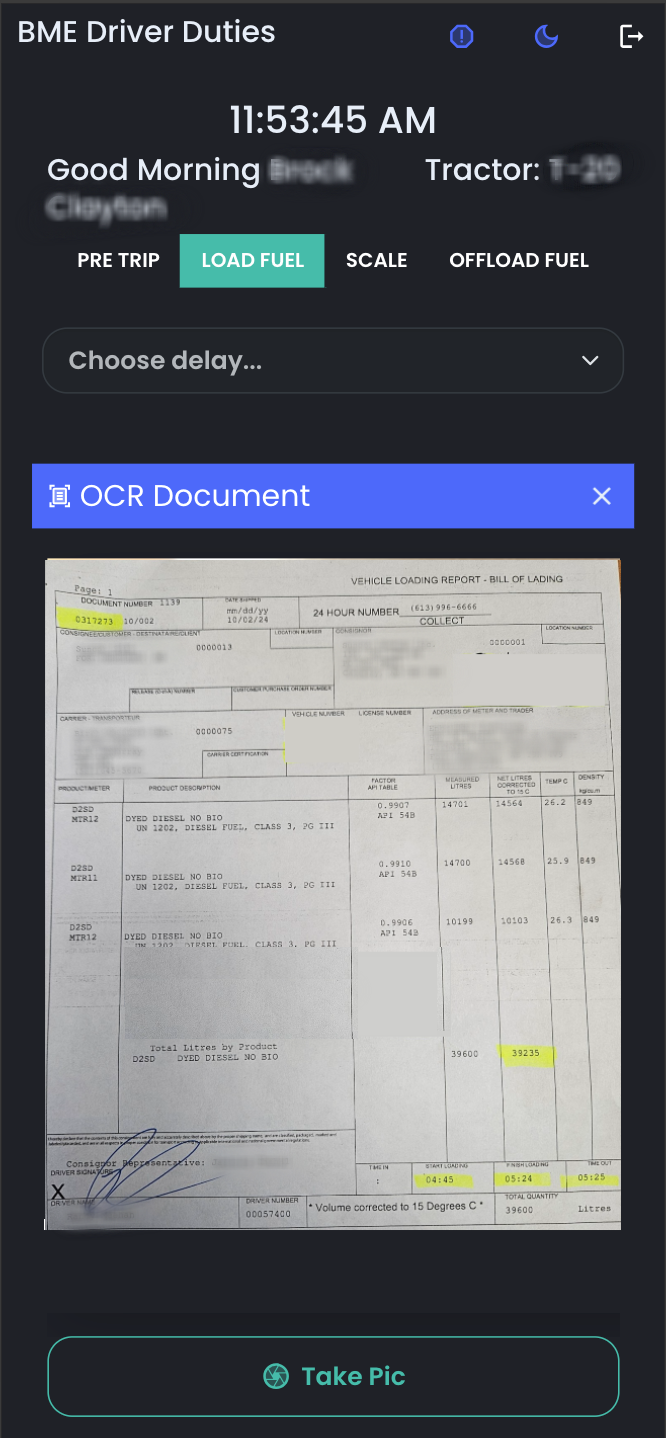 BME Driver Duties
11:53:45 AM
Good Morning
Tractor:
PRE TRIP LOAD FUEL SCALE OFFLOAD FUEL
Choose delay...
OCR Document
VEHICLE LOADING REPORT - BILL OF LADING
Page: 1
DOCUMENT NUMBER 1139 DATE SHIPPED
0317273 10/002 mm/dd/yy 24 HOUR NUMBER (613)996-6666
10/02/24 COLLECT
CONSIGNEE/CUSTOMER - DESTINATAIRE/CLIENT LOCATION NUMBER CONSIGNOR LOCATION NUMBER
0000013 0000001
CUSTOMER PURCHASE ORDER NUMBER
CARRIER - TRANSPORTEUR VEHICLE NUMBER LICENSE NUMBER ADDRESS OF METER AND TRADER
0000075
CARRIER CERTIFICATION
PRODUCT/METER PRODUCT DESCRIPTION FACTOR API TABLE MEASURED LITRES NET LITRES CORRECTED TO 15 C TEMP C DENSITY
D2SD 0.9907 14701 14564 26.2 849
MTR12 DYED DIESEL NO BIO API 54B
UN 1202, DIESEL FUEL, CLASS 3, PG III
D2SD 0.9910 14700 14568 25.9 849
MTR11 DYED DIESEL NO BIO API 54B
UN 1202, DIESEL FUEL, CLASS 3, PG III
D2SD 0.9906 10199 10103 26.3 849
MTR12 DYED DIESEL NO BIO API 54B
UN 1202, DIESEL FUEL, CLASS 3, PG III
Total Litres by Product 39600 39235
D2SD DYED DIESEL NO BIO
Consignor Representative:
DRIVER SIGNATURE TIME IN START LOADING FINISH LOADING TIME OUT
X : 04:45 05:24 05:25
DRIVER NAME DRIVER NUMBER * Volume corrected to 15 Degrees C * TOTAL QUANTITY
00057400 39600 Litres
Take Pic